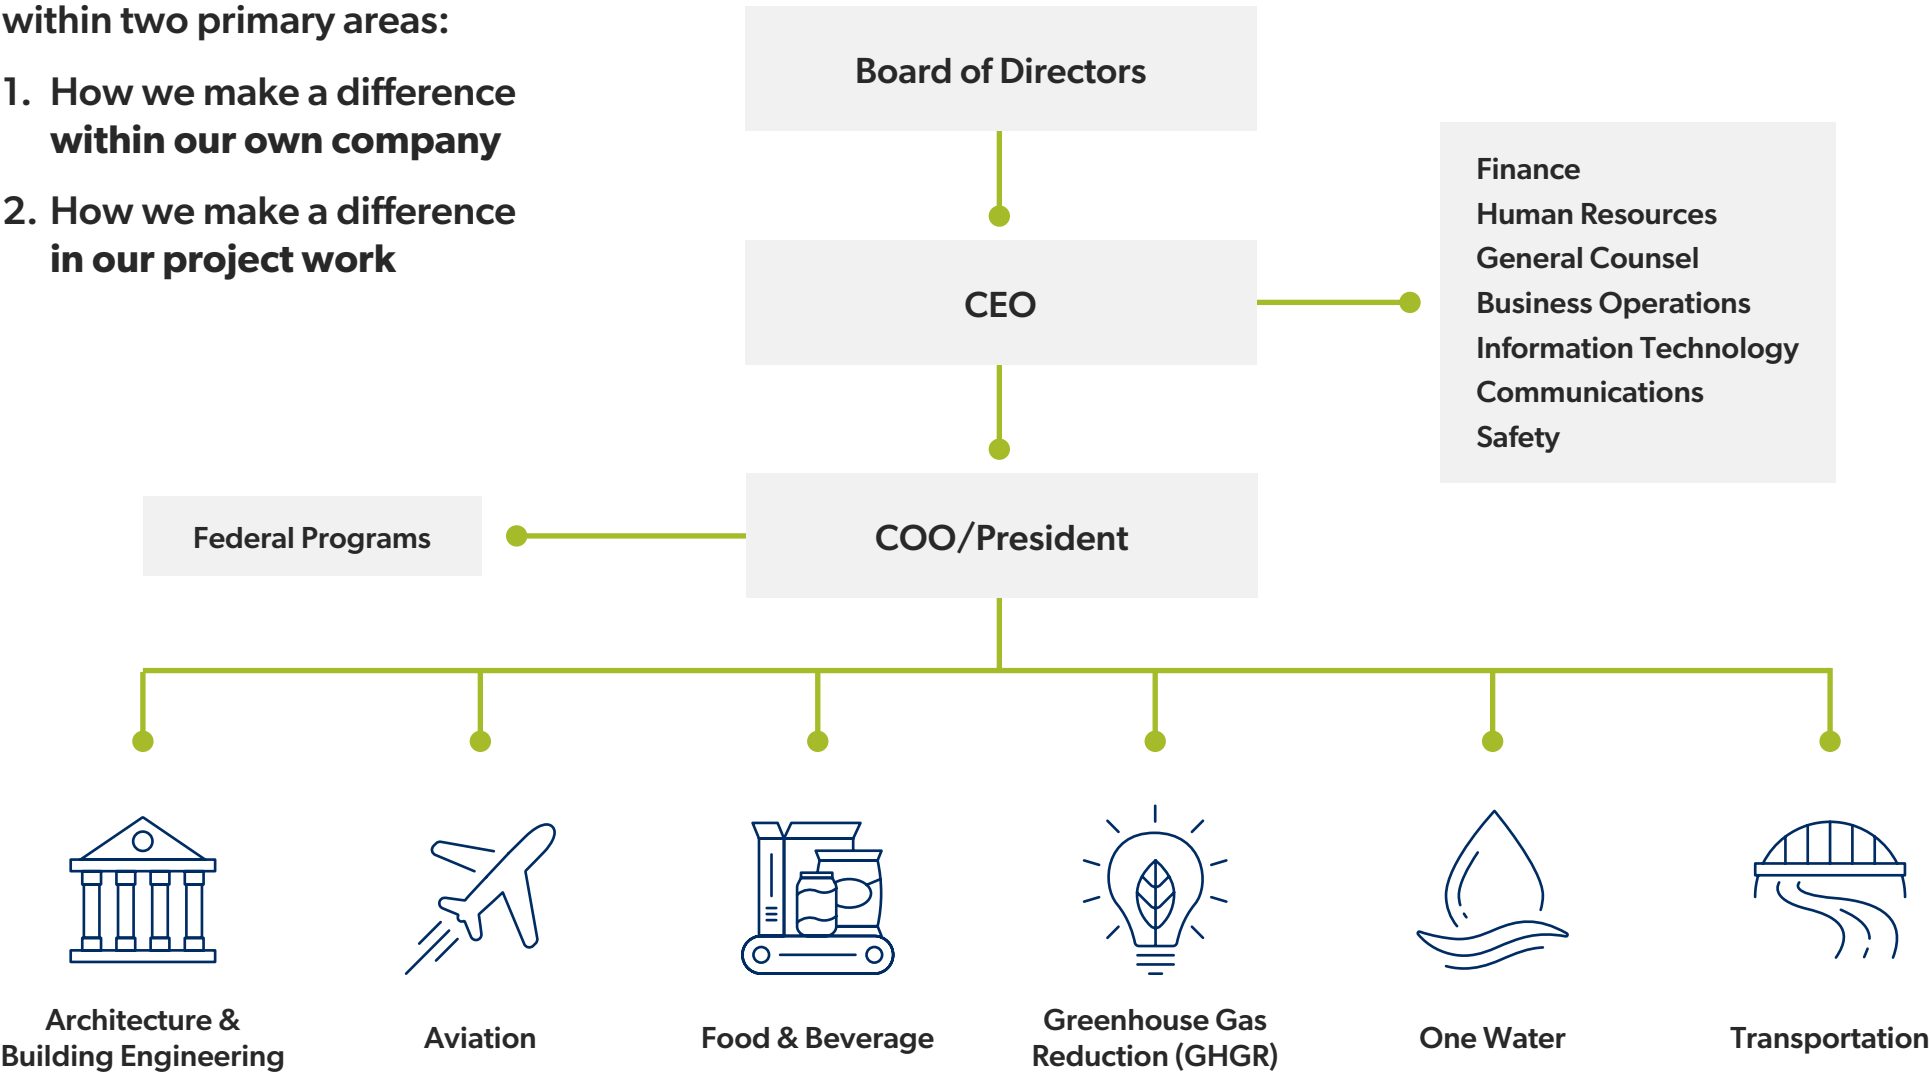 within two primary areas:
1. How we make a difference
within our own company
2. How we make a difference
in our project work
Board of Directors
CEO
Finance
Human Resources
General Counsel
Business Operations
Information Technology
Communications
Safety
Federal Programs
COO/President
Architecture &
Building Engineering
Aviation
Food & Beverage
Greenhouse Gas
Reduction (GHGR)
One Water
Transportation